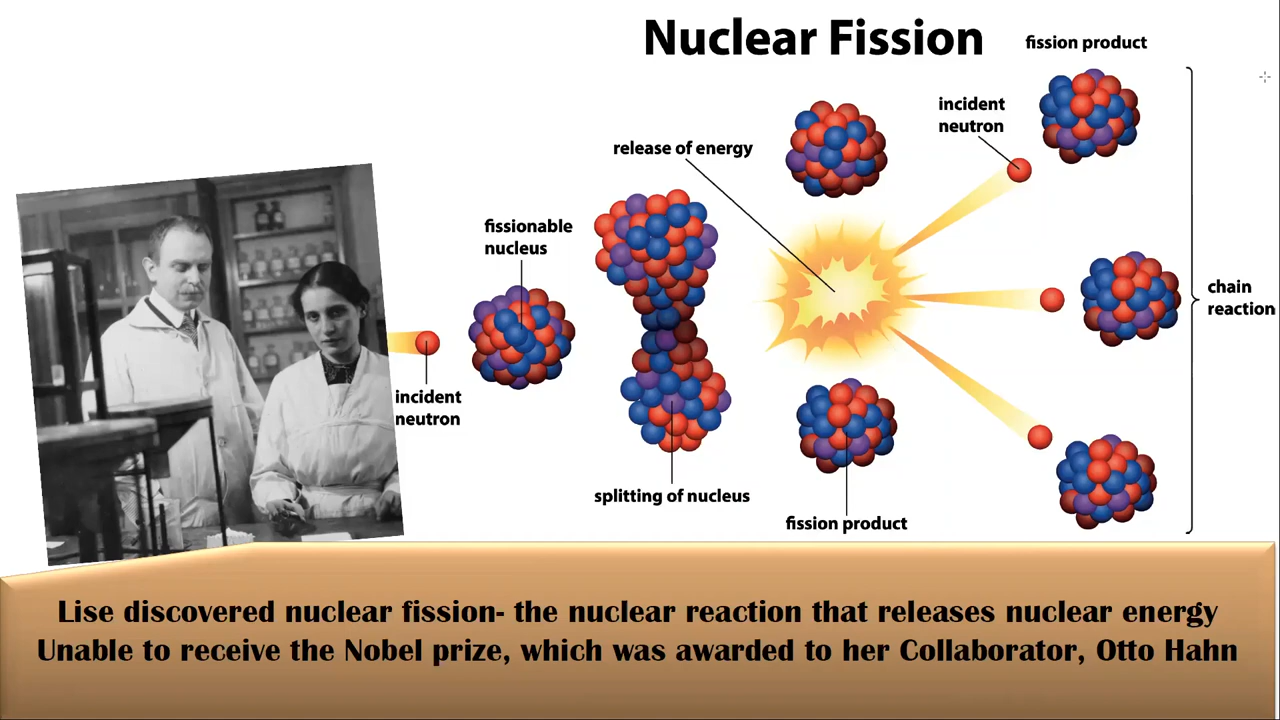 Nuclear Fission
fission product
incident
neutron
release of energy
fissionable
nucleus
chain
reaction
incident
neutron
splitting of nucleus
fission product
Lise discovered nuclear fission- the nuclear reaction that releases nuclear energy
Unable to receive the Nobel prize, which was awarded to her Collaborator, Otto Hahn